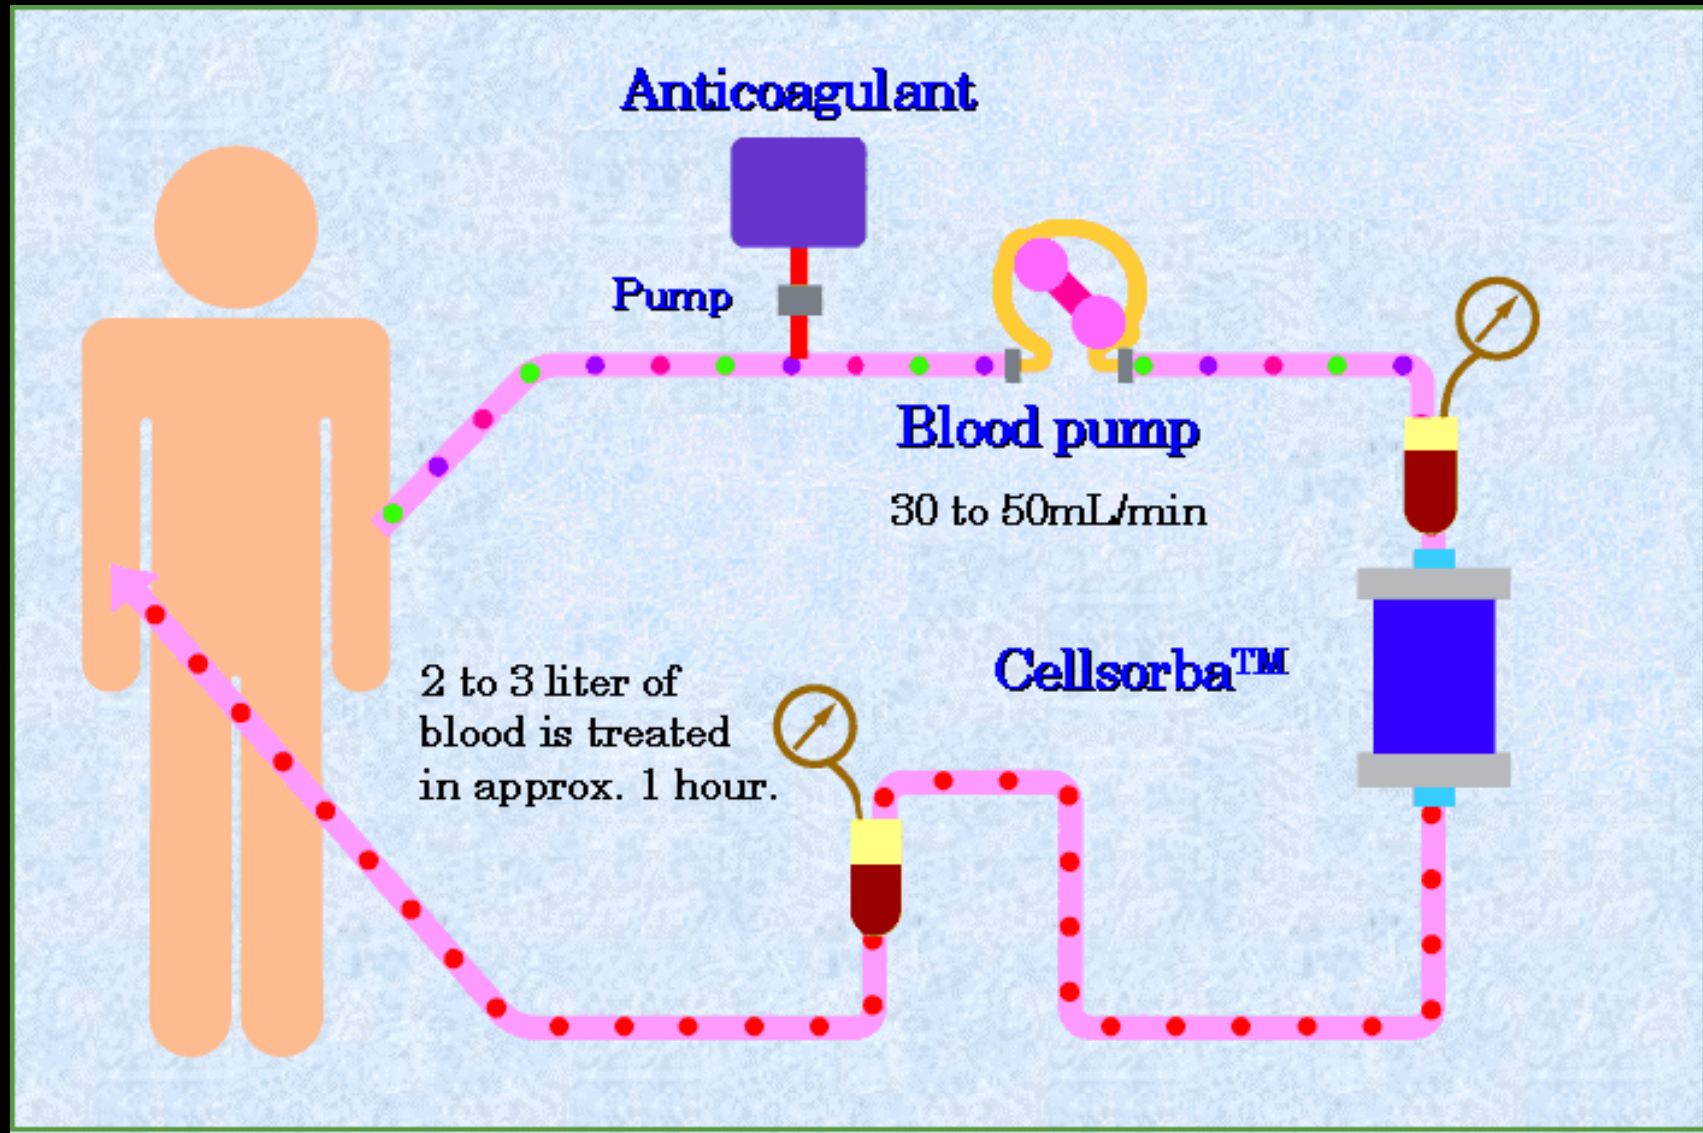 Anticoagulant
Pump
Blood pump
30 to 50mL/min
Cellsorba™
2 to 3 liter of
blood is treated
in approx. 1 hour.